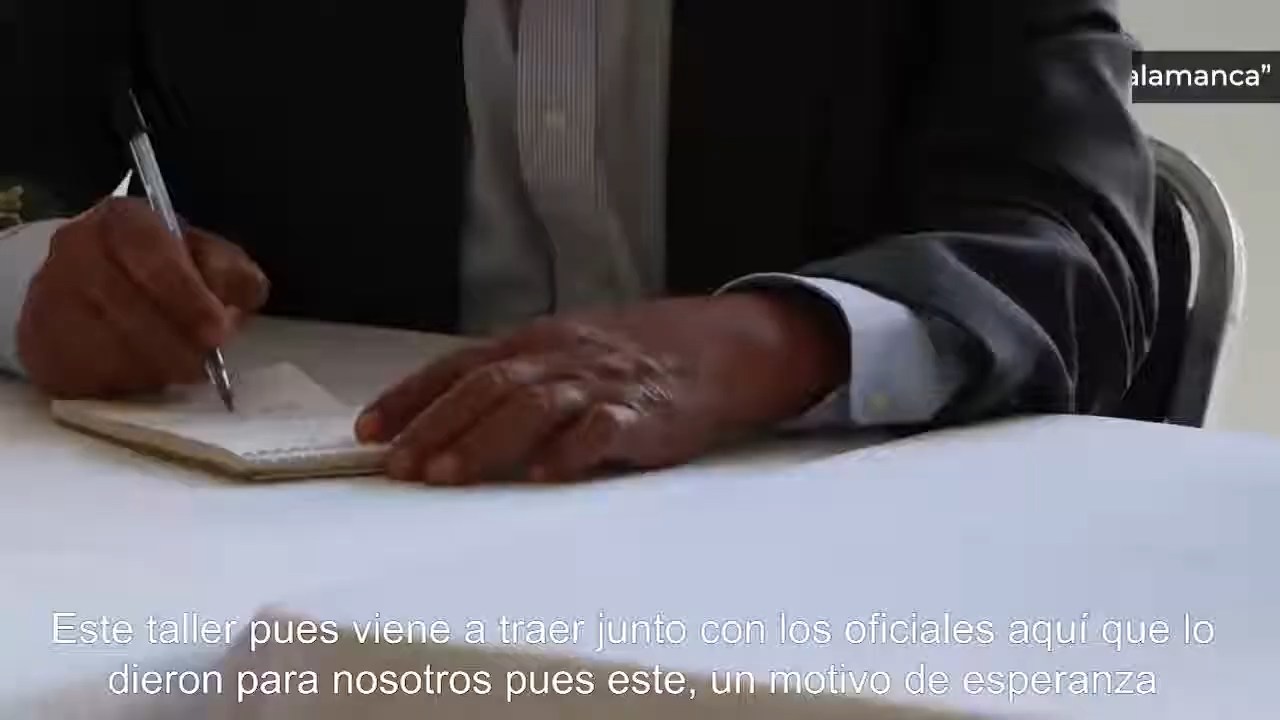 alamanca”
Este taller pues viene a traer junto con los oficiales aquí que lo
dieron para nosotros pues este, un motivo de esperanza